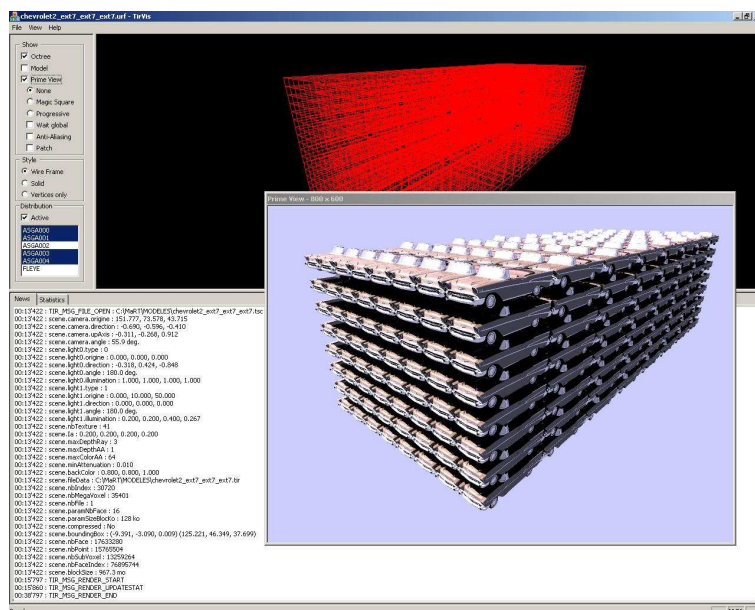 chevrolet2_ext7_ext7_ext7.urf - TirVis
File View Help
Show
Octree
Model
Prime View
None
Magic Square
Progressive
Wait global
Anti-Aliasing
Patch
Style
Wire Frame
Solid
Vertices only
Distribution
Active
ASGA000
ASGA001
ASGA002
ASGA003
ASGA004
FLEYE
Prime View - 800 x 600
News Statistics
00:13'422 : TIR_MSG_FILE_OPEN : C:\MaRT\MODELES\chevrolet2_ext7_ext7_ext7.tsc
00:13'422 : scene.camera.origine : 151.777, 73.578, 43.715
00:13'422 : scene.camera.direction : -0.690, -0.596, -0.410
00:13'422 : scene.camera.upAxis : -0.311, -0.268, 0.912
00:13'422 : scene.camera.angle : 55.9 deg.
00:13'422 : scene.light0.type : 0
00:13'422 : scene.light0.origine : 0.000, 0.000, 0.000
00:13'422 : scene.light0.direction : -0.318, 0.424, -0.848
00:13'422 : scene.light0.angle : 180.0 deg.
00:13'422 : scene.light0.illumination : 1.000, 1.000, 1.000, 1.000
00:13'422 : scene.light1.type : 1
00:13'422 : scene.light1.origine : 0.000, 10.000, 50.000
00:13'422 : scene.light1.direction : 0.000, 0.000, 0.000
00:13'422 : scene.light1.angle : 180.0 deg.
00:13'422 : scene.light1.illumination : 0.200, 0.200, 0.400, 0.267
00:13'422 : scene.nbTexture : 41
00:13'422 : scene.Ia : 0.200, 0.200, 0.200, 0.200
00:13'422 : scene.maxDepthRay : 3
00:13'422 : scene.maxDepthAA : 1
00:13'422 : scene.maxColorAA : 64
00:13'422 : scene.minAttenuation : 0.010
00:13'422 : scene.backColor : 0.800, 0.800, 1.000
00:13'422 : scene.fileData : C:\MaRT\MODELES\chevrolet2_ext7_ext7_ext7.tir
00:13'422 : scene.nbIndex : 30720
00:13'422 : scene.nbMegaVoxel : 35401
00:13'422 : scene.nbFile : 1
00:13'422 : scene.paramNbFace : 16
00:13'422 : scene.paramSizeBlocKo : 128 ko
00:13'422 : scene.compressed : No
00:13'422 : scene.boundingBox : (-9.391, -3.090, 0.009) (125.221, 46.349, 37.699)
00:13'422 : scene.nbFace : 17633280
00:13'422 : scene.nbPoint : 15765504
00:13'422 : scene.nbSubVoxel : 13259264
00:13'422 : scene.nbFaceIndex : 76895744
00:13'422 : scene.blockSize : 967.3 mo
00:15'797 : TIR_MSG_RENDER_START
00:15'860 : TIR_MSG_RENDER_UPDATESTAT
00:38'797 : TIR_MSG_RENDER_END